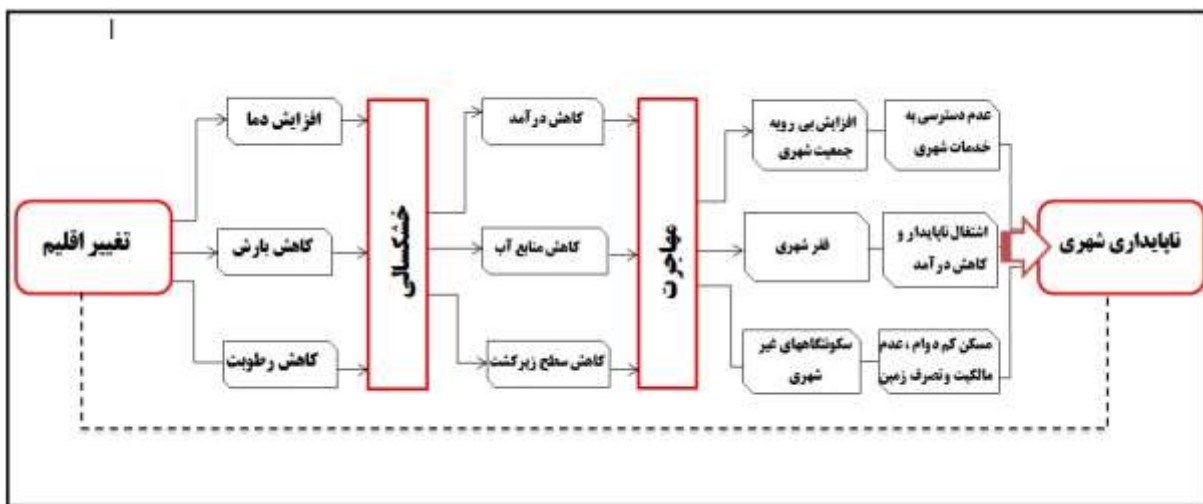 تغییر اقلیم
افزایش دما
کاهش بارش
کاهش رطوبت
خشکسالی
کاهش درآمد
کاهش منابع آب
کاهش سطح زیرکشت
مهاجرت
افزایش بی رویه
جمعیت شهری
فقر شهری
سکونتگاههای غیر
شهری
عدم دسترسی به
خدمات شهری
اشتغال ناپایدار و
کاهش درآمد
مسکن کم دوام ، عدم
مالکیت وتصرف زمین
ناپایداری شهری